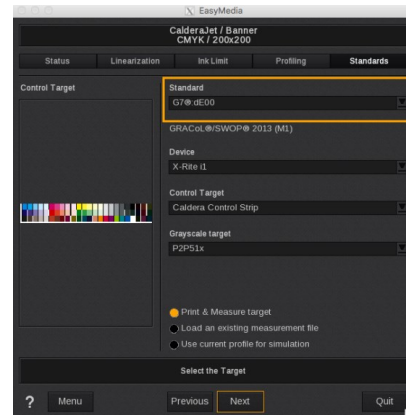 EasyMedia
CalderaJet / Banner
CMYK / 200x200
Status Linearization Ink Limit Profiling Standards
Control Target
Standard
G7®:dE00
GRACoL®/SWOP® 2013 (M1)
Device
X-Rite i1
Control Target
Caldera Control Strip
Grayscale target
P2P51x
Print & Measure target
Load an existing measurement file
Use current profile for simulation
Select the Target
? Menu Previous Next Quit